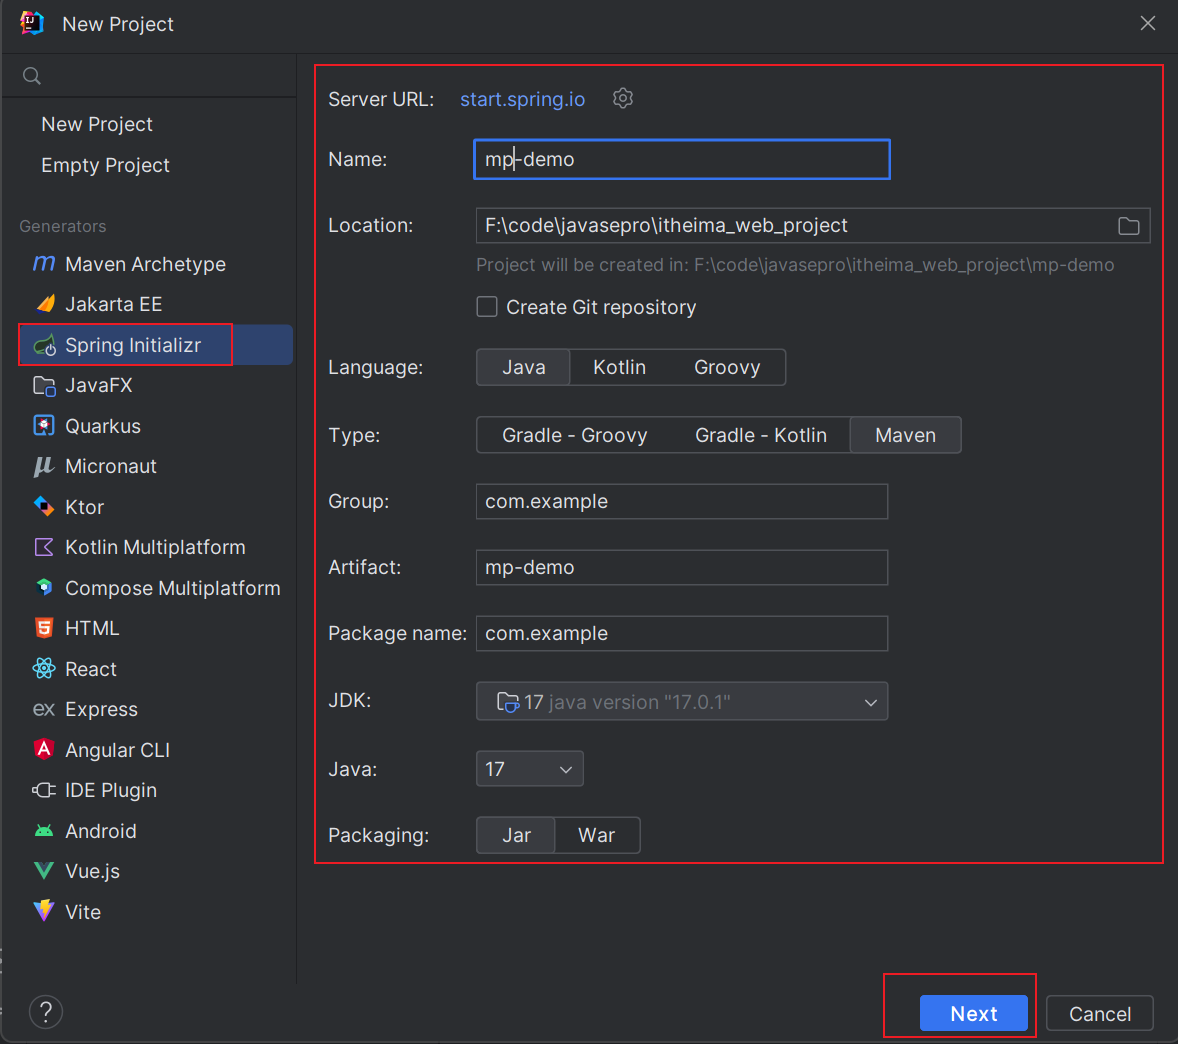 New Project
New Project
Empty Project
Generators
Maven Archetype
Jakarta EE
Spring Initializr
JavaFX
Quarkus
Micronaut
Ktor
Kotlin Multiplatform
Compose Multiplatform
HTML
React
ex Express
Angular CLI
IDE Plugin
Android
Vue.js
Vite
Server URL: start.spring.io
Name: mp-demo
Location: F:\code\javasepro\itheima_web_project
Project will be created in: F:\code\javasepro\itheima_web_project\mp-demo
Create Git repository
Language: Java Kotlin Groovy
Type: Gradle - Groovy Gradle - Kotlin Maven
Group: com.example
Artifact: mp-demo
Package name: com.example
JDK: 17 java version "17.0.1"
Java: 17
Packaging: Jar War
? Next Cancel